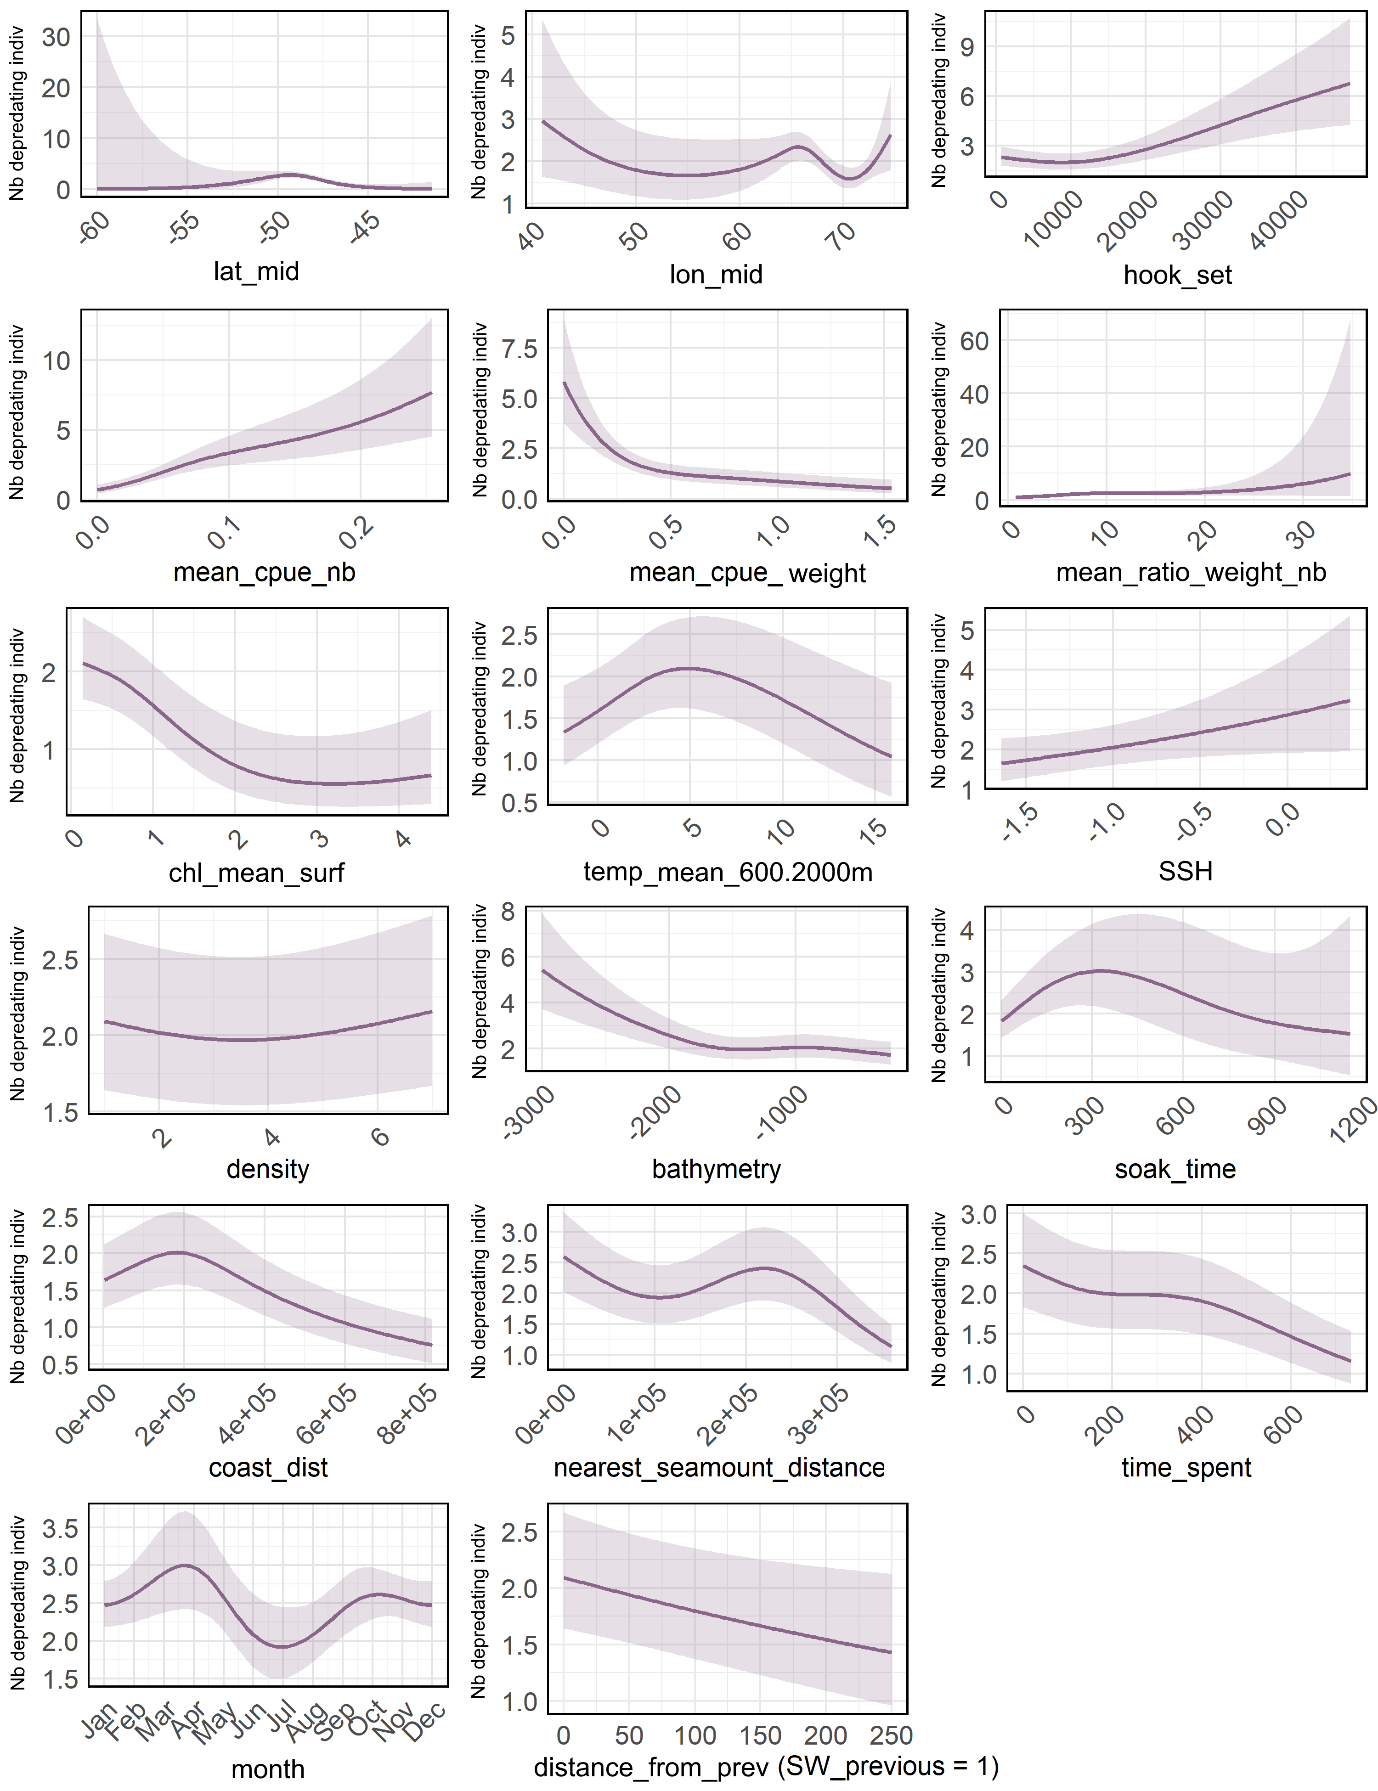 Nb depredating indiv
30
20
10
0
-60
-55
-50
-45
lat_mid
Nb depredating indiv
5
4
3
2
1
40
50
60
70
lon_mid
Nb depredating indiv
9
6
3
0
10000
20000
30000
40000
hook_set
Nb depredating indiv
10
5
0
0.0
0.1
0.2
mean_cpue_nb
Nb depredating indiv
7.5
5.0
2.5
0.0
0.0
0.5
1.0
1.5
mean_cpue_ weight
Nb depredating indiv
60
40
20
0
0
10
20
30
mean_ratio_weight_nb
Nb depredating indiv
2
1
0
1
2
3
4
chl_mean_surf
Nb depredating indiv
2.5
2.0
1.5
1.0
0.5
0
5
10
15
temp_mean_600.2000m
Nb depredating indiv
5
4
3
2
1
-1.5
-1.0
-0.5
0.0
SSH
Nb depredating indiv
2.5
2.0
1.5
2
4
6
density
Nb depredating indiv
8
6
4
2
-3000
-2000
-1000
bathymetry
Nb depredating indiv
4
3
2
1
0
300
600
900
1200
soak_time
Nb depredating indiv
2.5
2.0
1.5
1.0
0.5
0e+00
2e+05
4e+05
6e+05
8e+05
coast_dist
Nb depredating indiv
3.0
2.5
2.0
1.5
1.0
0e+00
1e+05
2e+05
3e+05
nearest_seamount_distance
Nb depredating indiv
3.0
2.5
2.0
1.5
1.0
0
200
400
600
time_spent
Nb depredating indiv
3.5
3.0
2.5
2.0
1.5
Jan
Feb
Mar
Apr
May
Jun
Jul
Aug
Sep
Oct
Nov
Dec
month
Nb depredating indiv
2.5
2.0
1.5
1.0
0
50
100
150
200
250
distance_from_prev (SW_previous = 1)